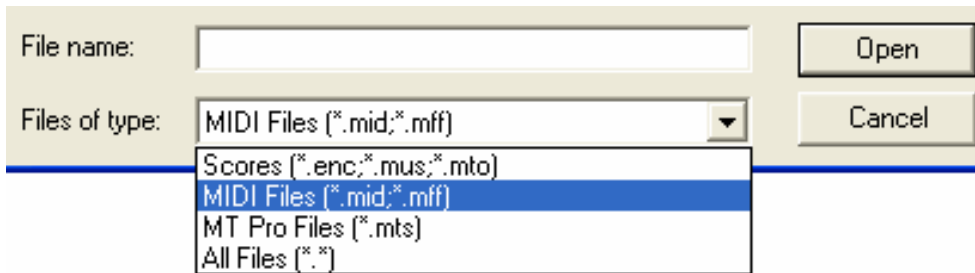 File name:
Open
Files of type:
MIDI Files (*.mid;*.mff)
Cancel
Scores (*.enc;*.mus;*.mto)
MIDI Files (*.mid;*.mff)
MT Pro Files (*.mts)
All Files (*.*)